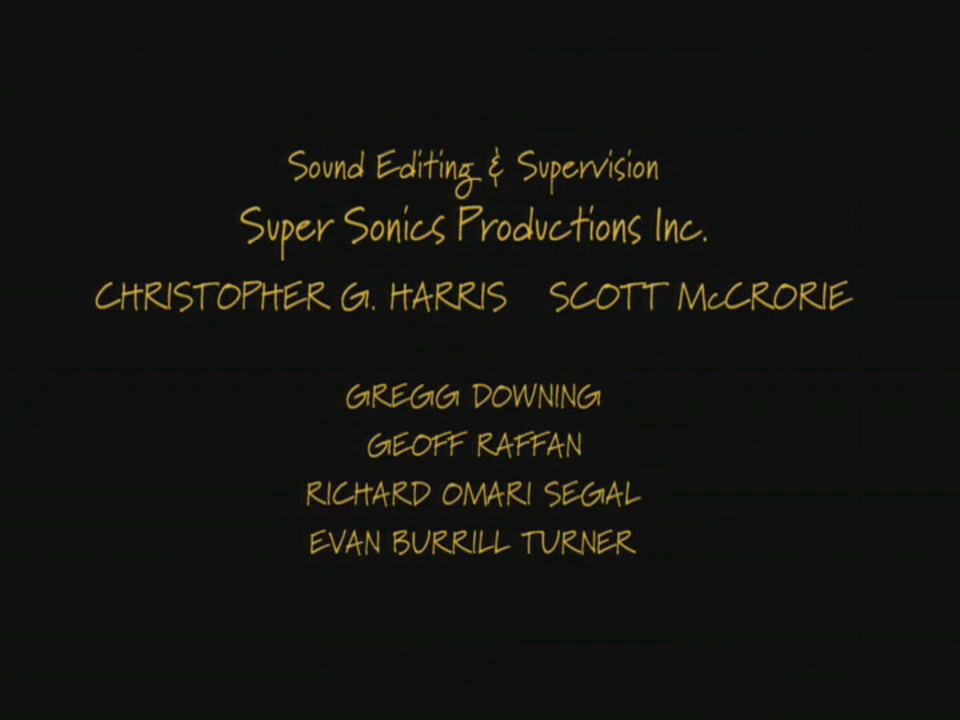 Sound Editing & Supervision
Super Sonics Productions Inc.
CHRISTOPHER G. HARRIS SCOTT McCRORIE
GREGG DOWNING
GEOFF RAFFAN
RICHARD OMARI SEGAL
EVAN BURRILL TURNER